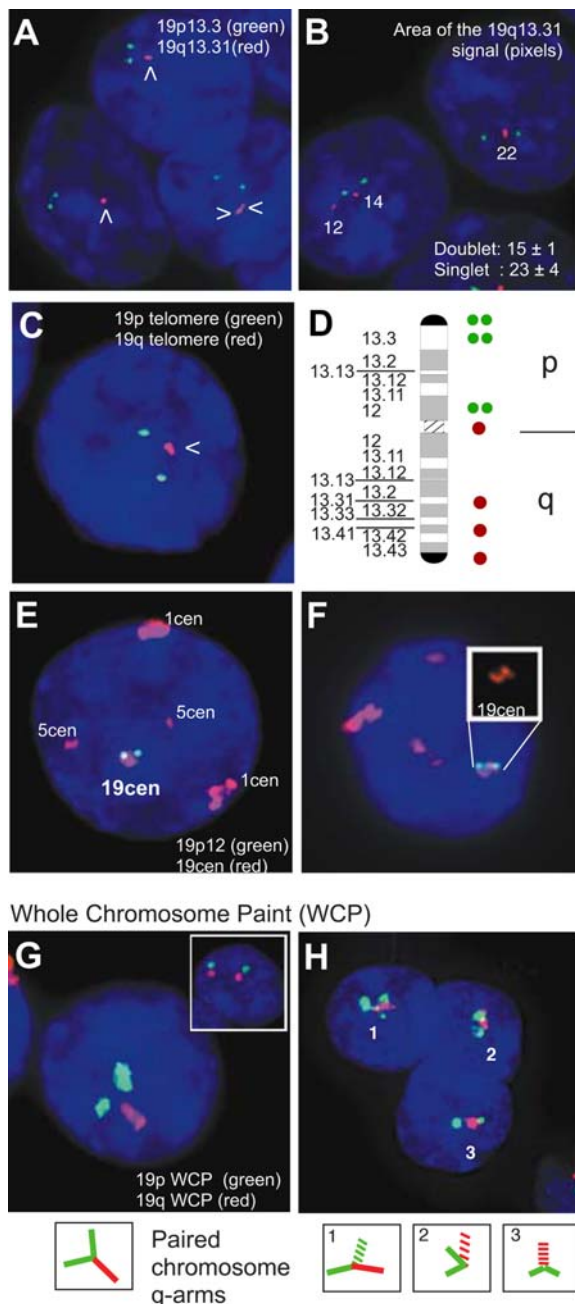 A
19p13.3 (green)
19q13.31(red)
^
^
> <
B
Area of the 19q13.31
signal (pixels)
22
14
12
Doublet: 15 ± 1
Singlet : 23 ± 4
C
19p telomere (green)
19q telomere (red)
<
D
13.3
13.2
13.13
13.12
13.11
12
p
12
13.11
13.12
13.13
13.2
13.31
13.32
13.33
13.41
13.42
13.43
q
E
1cen
5cen
5cen
19cen
1cen
19p12 (green)
19cen (red)
F
19cen
Whole Chromosome Paint (WCP)
G
19p WCP (green)
19q WCP (red)
H
1
2
3
Paired
chromosome
q-arms
1
2
3